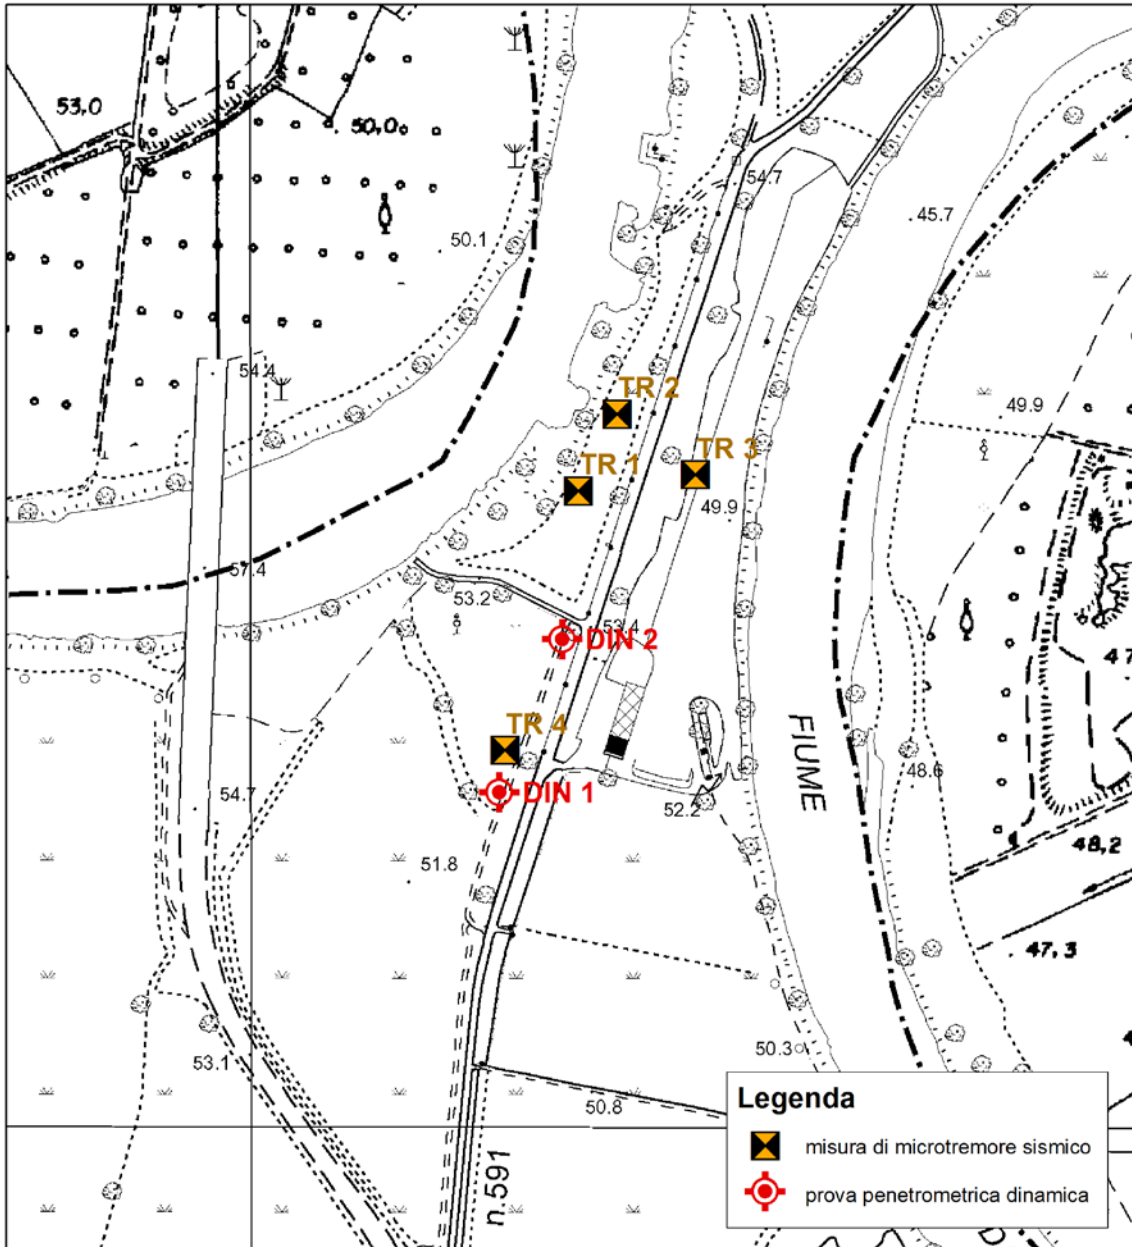 53,0
50,0
54.7
45.7
50.1
54.4
TR 2
49.9
TR 3
TR 1
49.9
57.4
53.2
53.4
DIN 2
47
TR 4
FIUME
48.6
54.7
DIN 1
52.2
48,2
51.8
47,3
50.3
53.1
50.8
n.591
Legenda
misura di microtremore sismico
prova penetrometrica dinamica